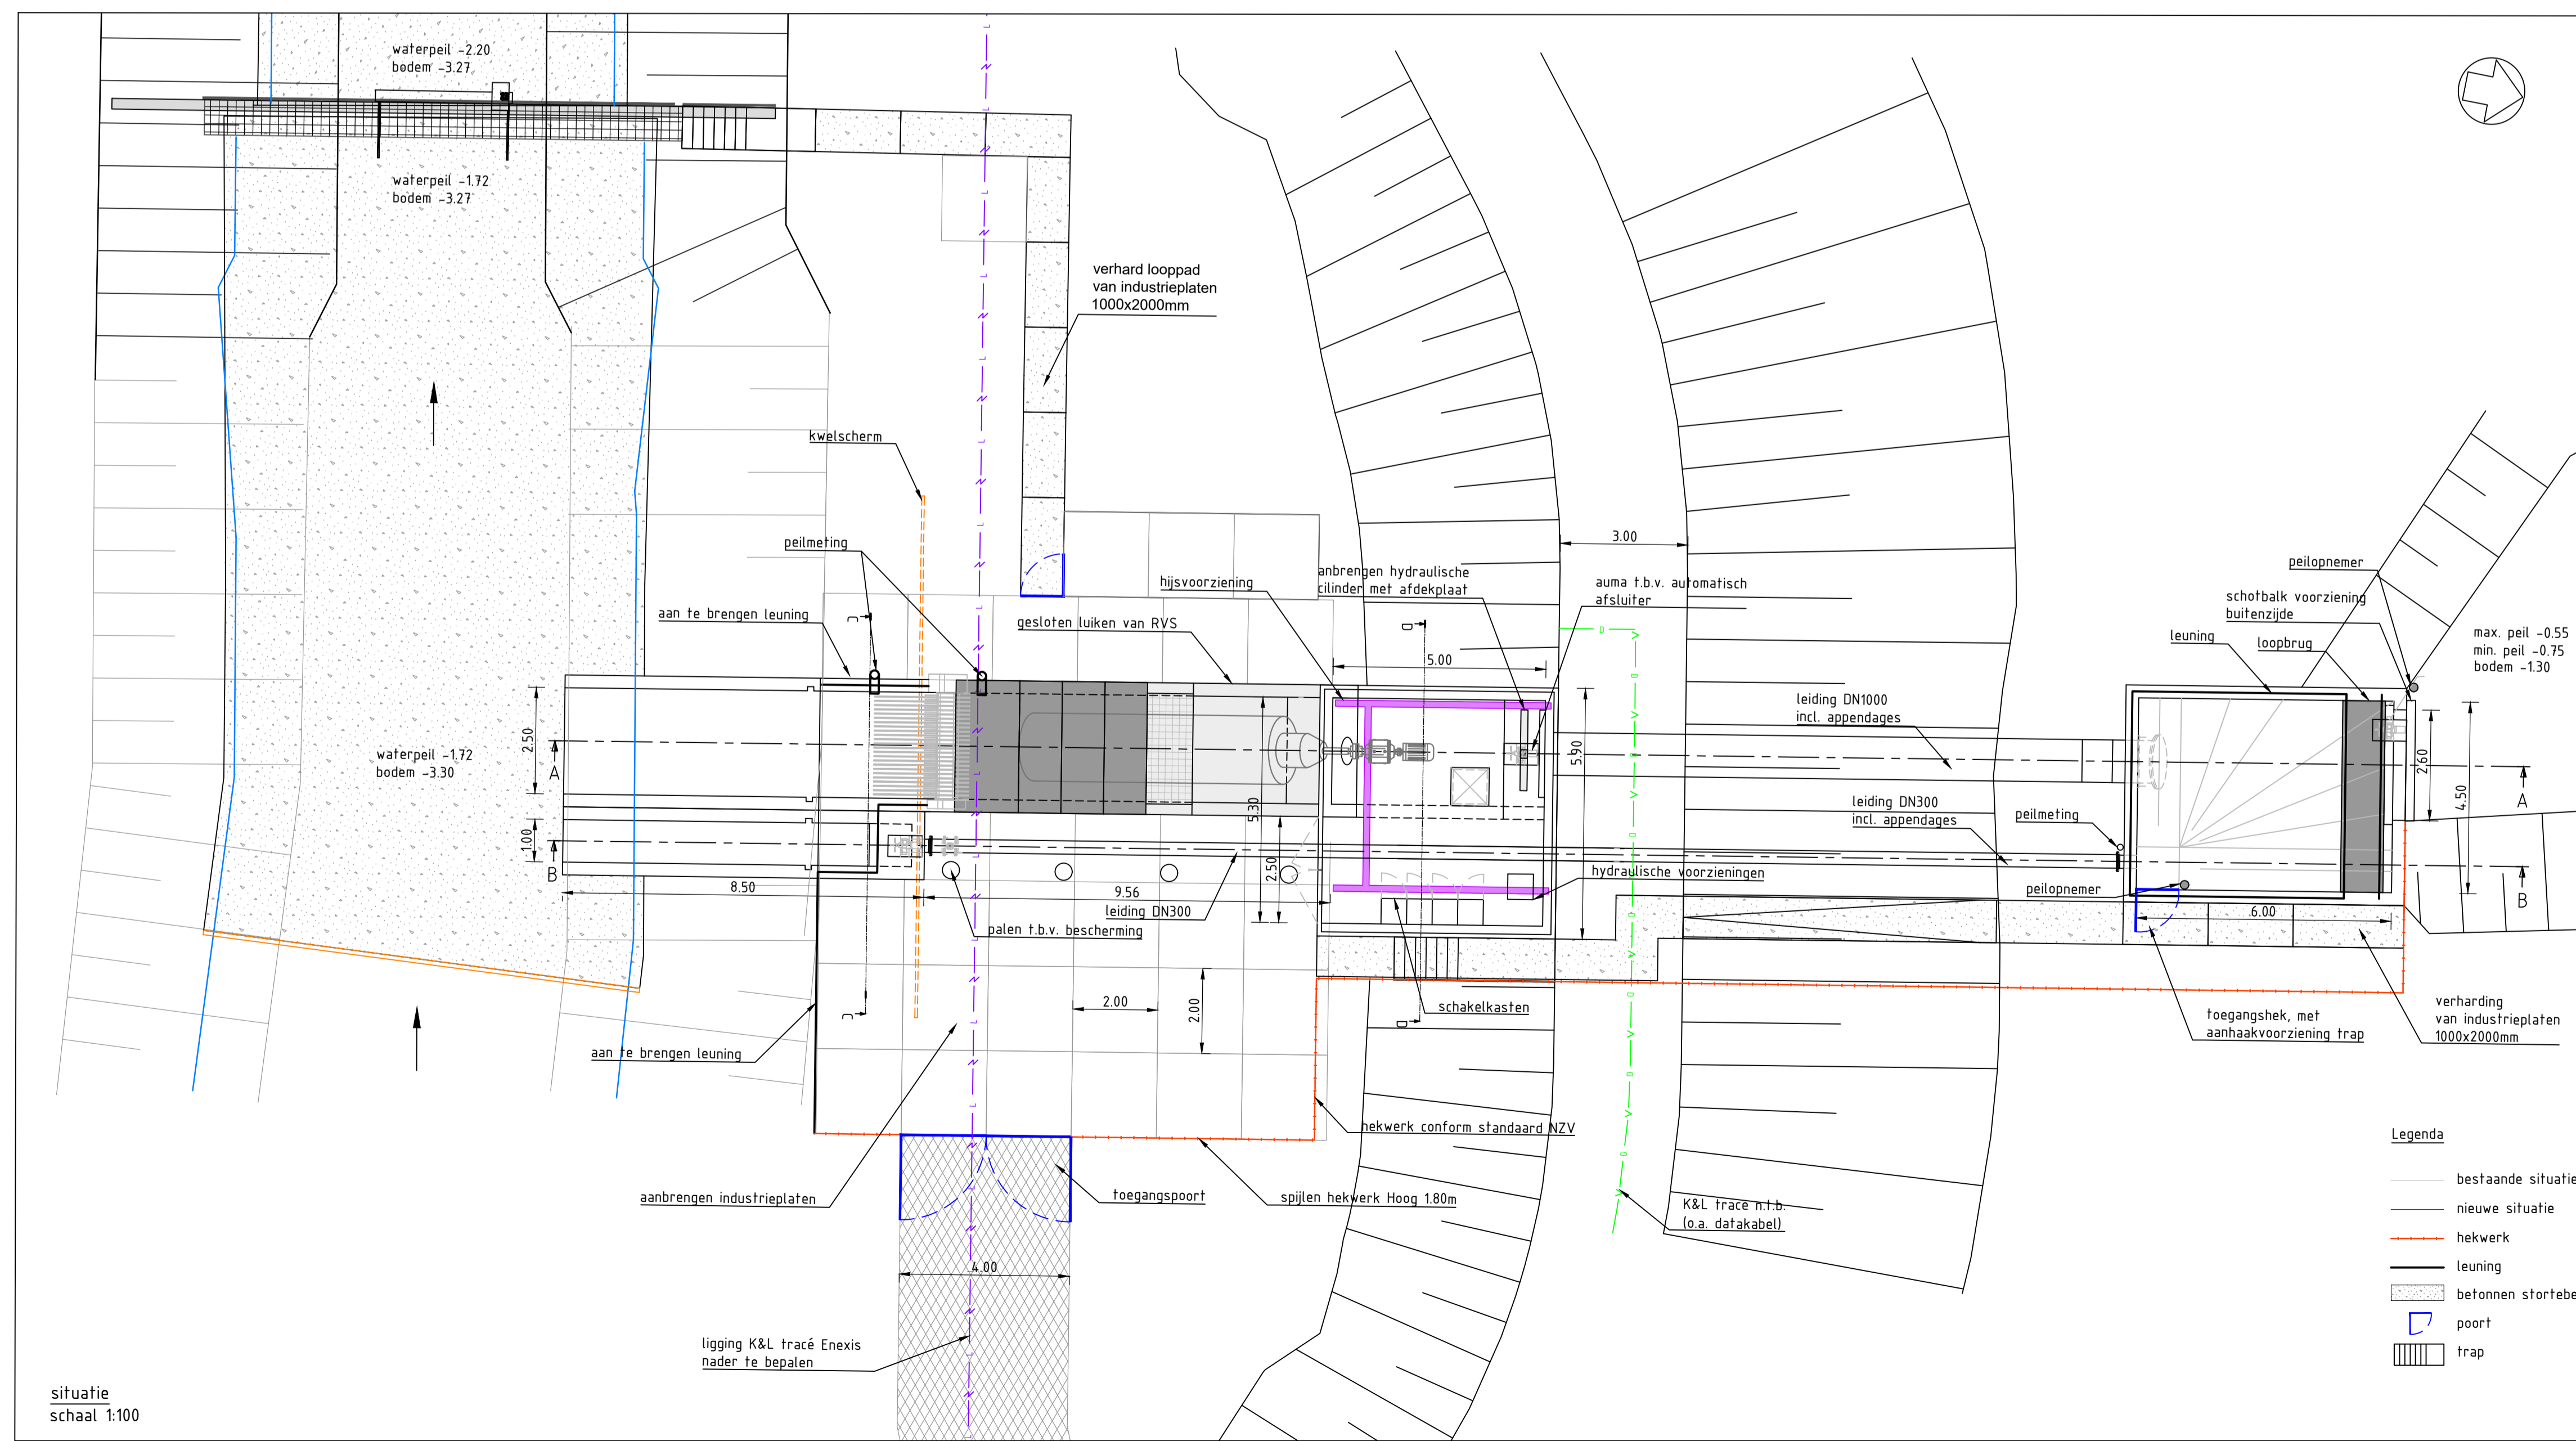 waterpeil -2.20
bodem -3.27
waterpeil -1.72
bodem -3.27
verhard looppad
van industrieplaten
1000x2000mm
kwelscherm
peilmeting
aan te brengen leuning
hijsvoorziening
gesloten luiken van RVS
anbrengen hydraulische
cilinder met afdekplaat
auma t.b.v. automatisch
afsluiter
3.00
5.00
peilopnemer
schotbalk voorziening
buitenzijde
leuning
loopbrug
max. peil -0.55
min. peil -0.75
bodem -1.30
leiding DN1000
incl. appendages
leiding DN300
incl. appendages
peilmeting
peilopnemer
waterpeil -1.72
bodem -3.30
2.50
A
1.00
B
8.50
9.56
5.30
2.50
5.90
2.60
4.50
A
B
6.00
C
C
D
D
leiding DN300
palen t.b.v. bescherming
hydraulische voorzieningen
schakelkasten
2.00
2.00
aan te brengen leuning
toegangshek, met
aanhaakvoorziening trap
verharding
van industrieplaten
1000x2000mm
hekwerk conform standaard NZV
aanbrengen industrieplaten
toegangspoort
spijlen hekwerk Hoog 1.80m
K&L trace n.t.b.
(o.a. datakabel)
4.00
ligging K&L tracé Enexis
nader te bepalen
Legenda
bestaande situatie
nieuwe situatie
hekwerk
leuning
betonnen stortebe
poort
trap
situatie
schaal 1:100